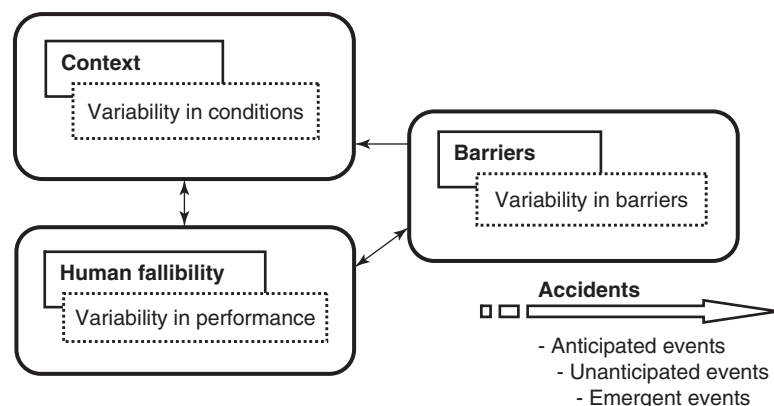 Context
Variability in conditions
Barriers
Variability in barriers
Human fallibility
Variability in performance
Accidents
- Anticipated events
- Unanticipated events
- Emergent events